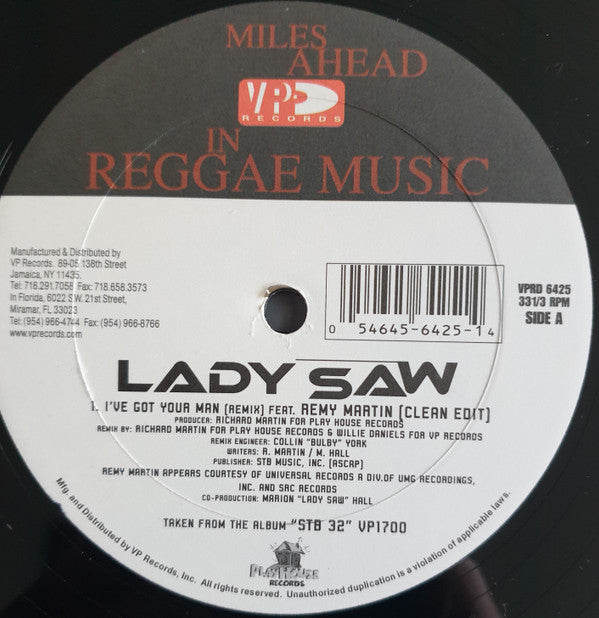 MILES
AHEAD
VP
RECORDS
IN
REGGAE MUSIC
Manufactured & Distributed by
VP Records. 89-05 138th Street
Jamaica, NY 11435.
Tel: 718.291.7058 Fax: 718.658.3573
In Florida, 6022 SW. 21st Street,
Miramar, FL 33023
Tel: (954) 966-4744 Fax: (954) 966-8766
www.vprecords.com
0 54645-6425-1 4
VPRD 6425
331/3 RPM
SIDE A
LADY SAW
1. I'VE GOT YOUR MAN (REMIX) FEAT. REMY MARTIN (CLEAN EDIT)
PRODUCER: RICHARD MARTIN FOR PLAY HOUSE RECORDS
REMIX BY: RICHARD MARTIN FOR PLAY HOUSE RECORDS & WILLIE DANIELS FOR VP RECORDS
REMIX ENGINEER: COLLIN "BULBY" YORK
WRITERS: R. MARTIN / M. HALL
PUBLISHER: STB MUSIC, INC. (ASCAP)
REMY MARTIN APPEARS COURTESY OF UNIVERSAL RECORDS A DIV.OF UMG RECORDINGS,
INC. AND SRC RECORDS
CO-PRODUCTION: MARION "LADY SAW" HALL
TAKEN FROM THE ALBUM "STB 32" VP1700
PLAYHOUSE
RECORDS
Mfg. and Distributed by VP Records, Inc. All rights reserved. Unauthorized duplication is a violation of applicable laws.